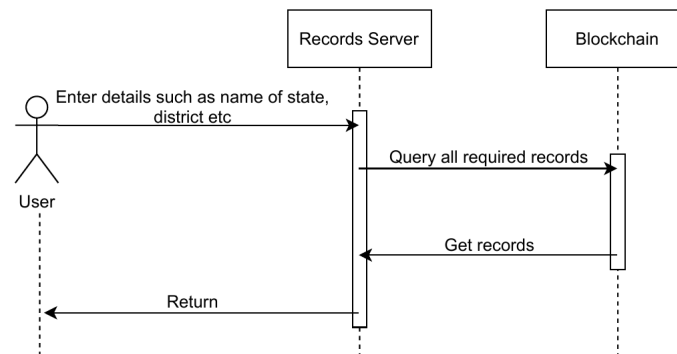 Records Server
Blockchain
Enter details such as name of state,
district etc
Query all required records
User
Get records
Return